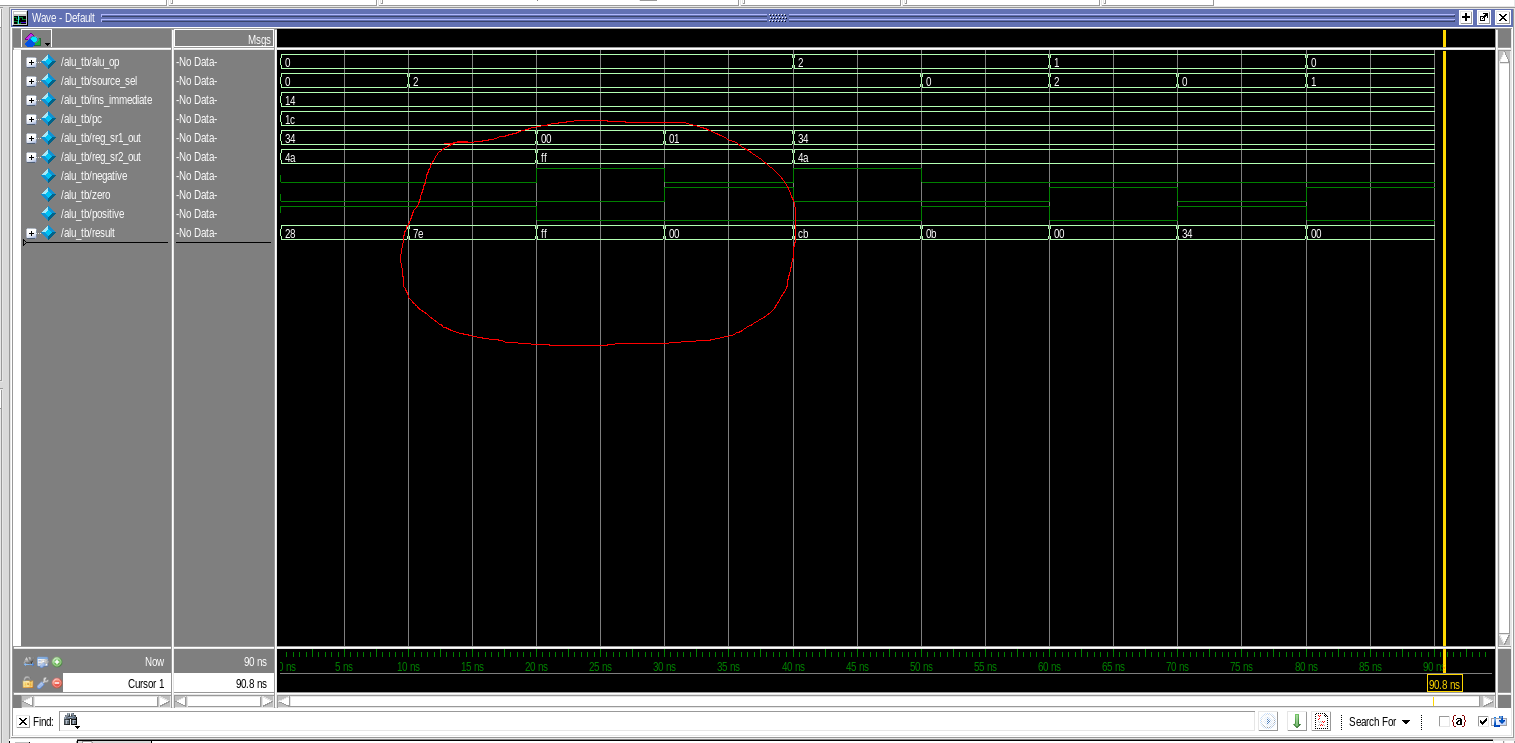 Wave - Default
Msgs
/alu_tb/alu_op -No Data- 0 2 1 0
/alu_tb/source_sel -No Data- 0 2 0 2 0 1
/alu_tb/ins_immediate -No Data- 14
/alu_tb/pc -No Data- 1c
/alu_tb/reg_sr1_out -No Data- 34 00 01 34
/alu_tb/reg_sr2_out -No Data- 4a ff 4a
/alu_tb/negative -No Data-
/alu_tb/zero -No Data-
/alu_tb/positive -No Data-
/alu_tb/result -No Data- 28 7e ff 00 cb 0b 00 34 00
Now 90 ns ns 5 ns 10 ns 15 ns 20 ns 25 ns 30 ns 35 ns 40 ns 45 ns 50 ns 55 ns 60 ns 65 ns 70 ns 75 ns 80 ns 85 ns 90 ns
Cursor 1 90.8 ns 90.8 ns
Find: Search For {a}